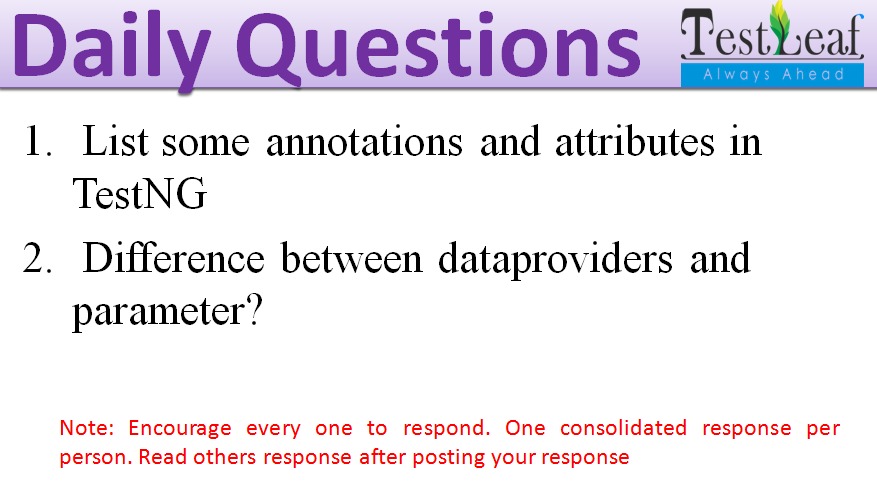 Daily Questions
TestLeaf
Always Ahead
1. List some annotations and attributes in
TestNG
2. Difference between dataproviders and
parameter?
Note: Encourage every one to respond. One consolidated response per
person. Read others response after posting your response